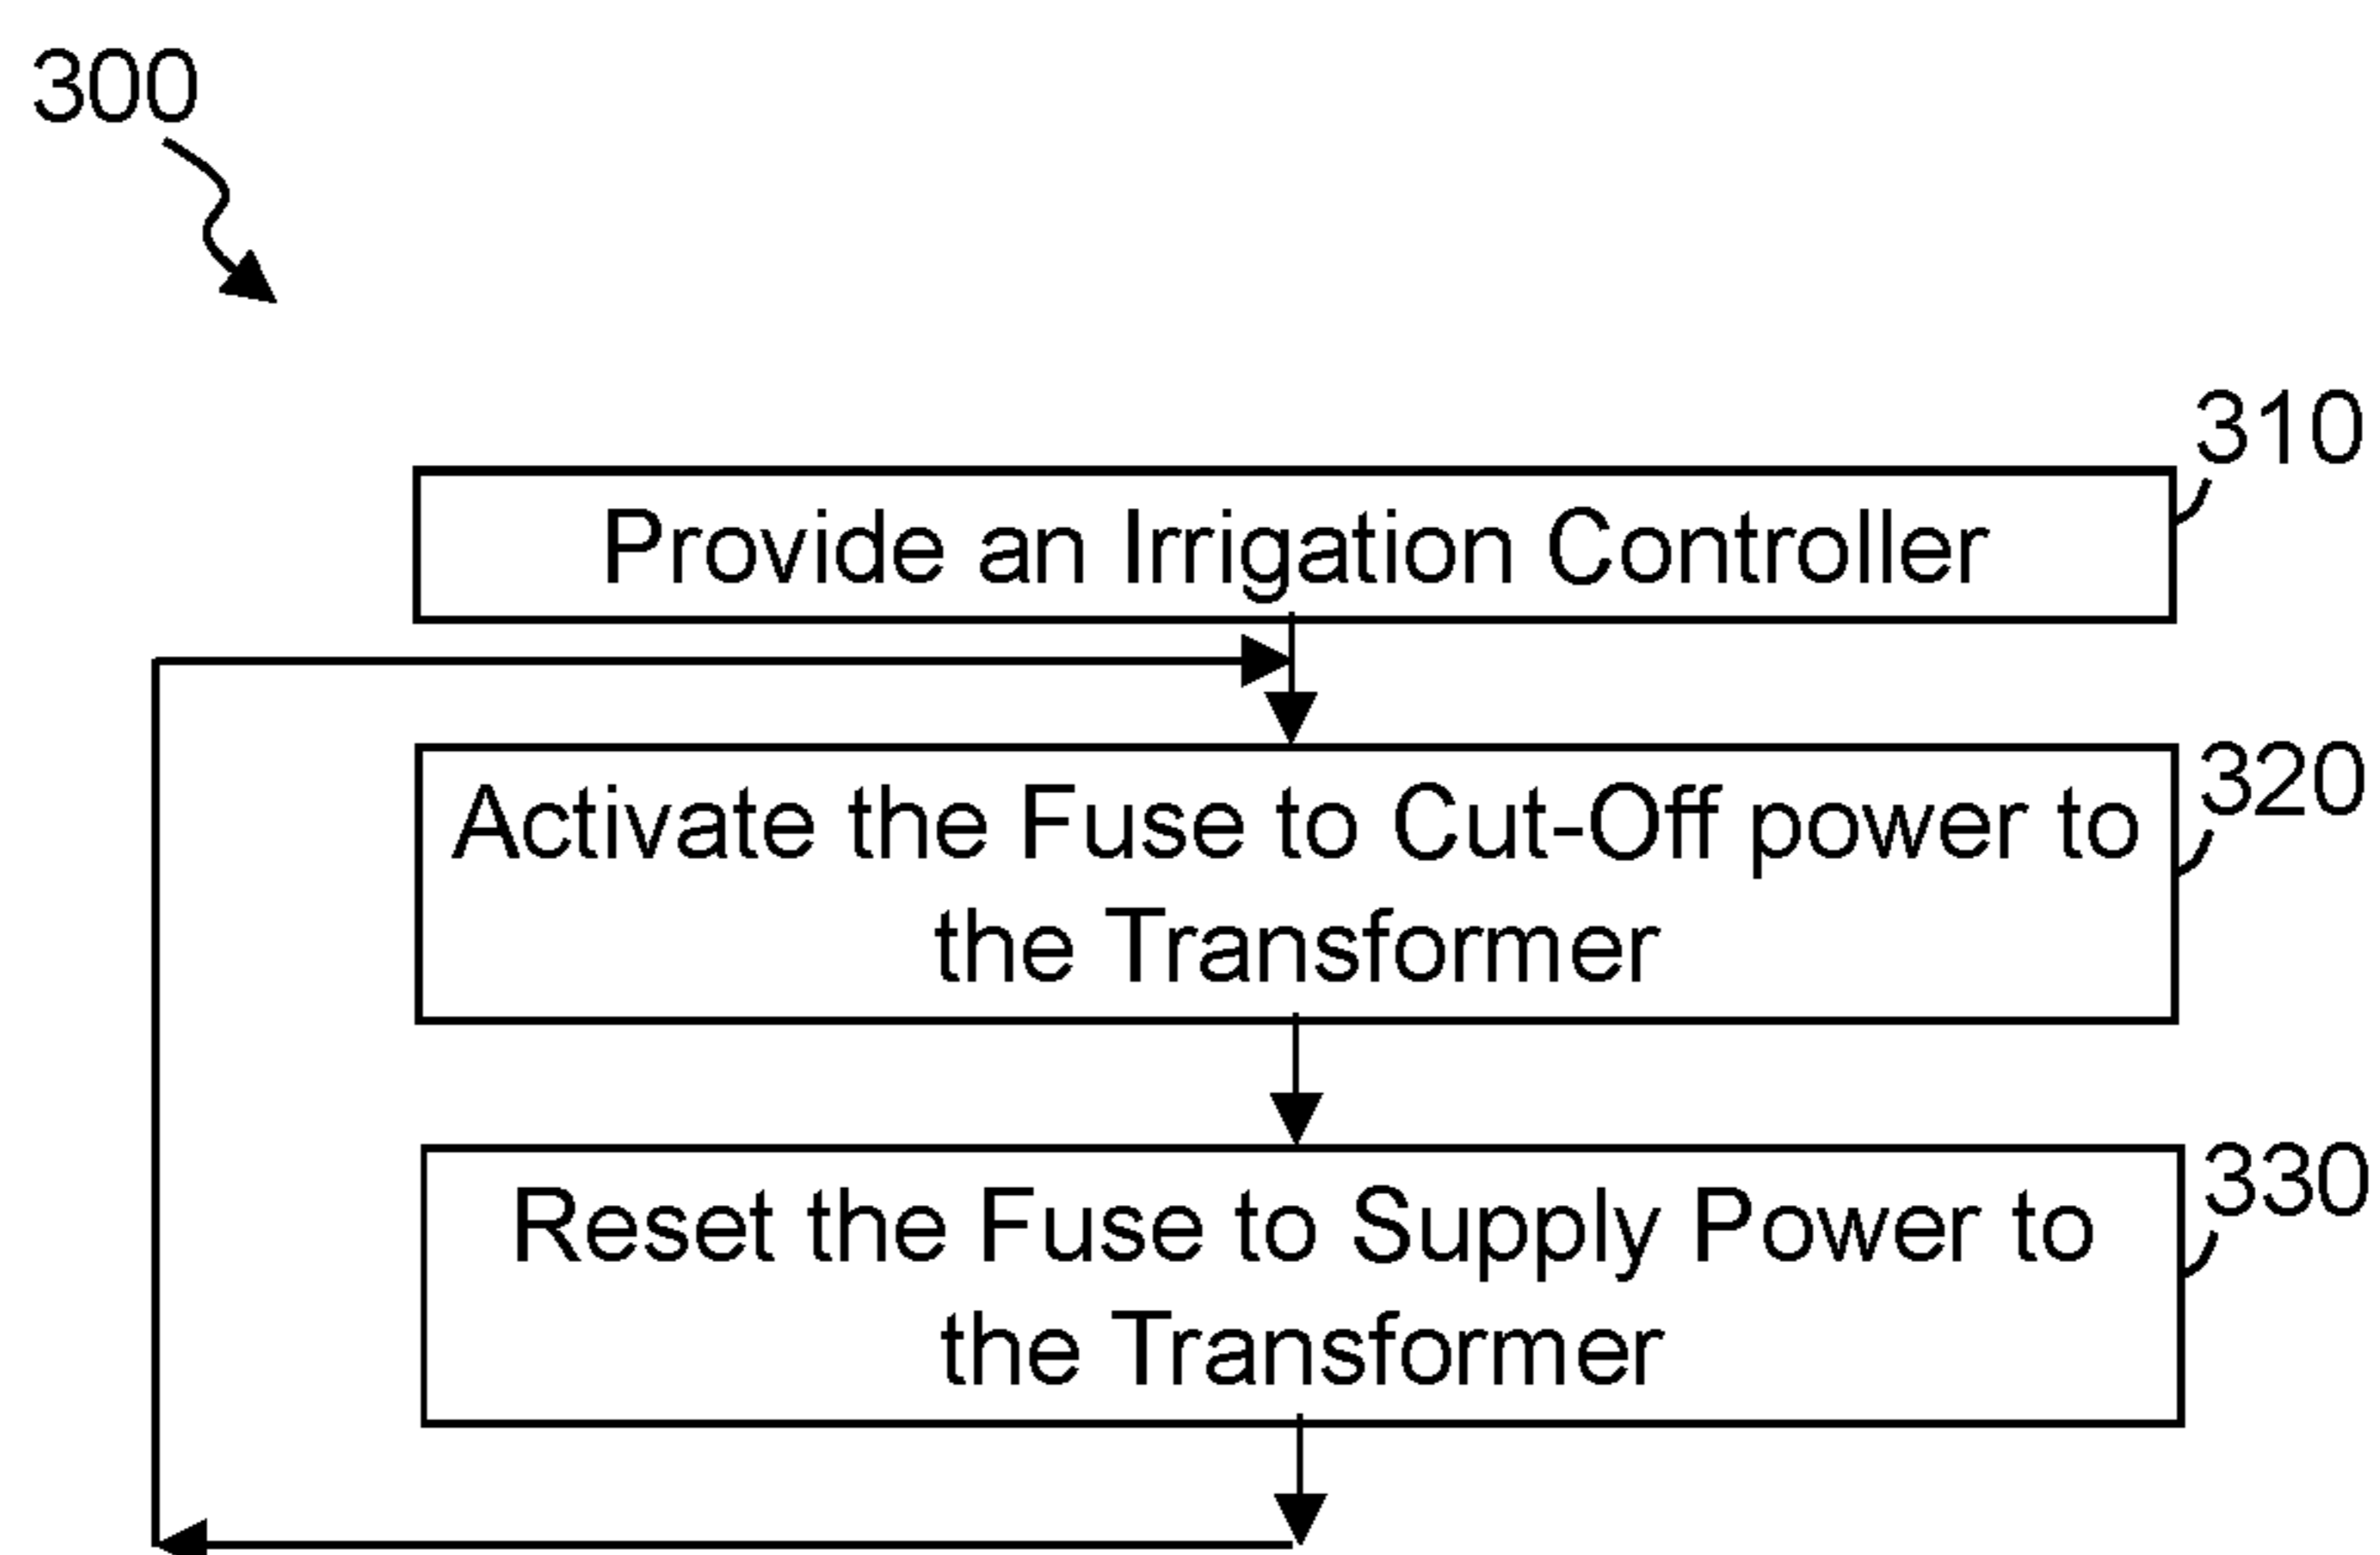 300
310
Provide an Irrigation Controller
320
Activate the Fuse to Cut-Off power to
the Transformer
330
Reset the Fuse to Supply Power to
the Transformer